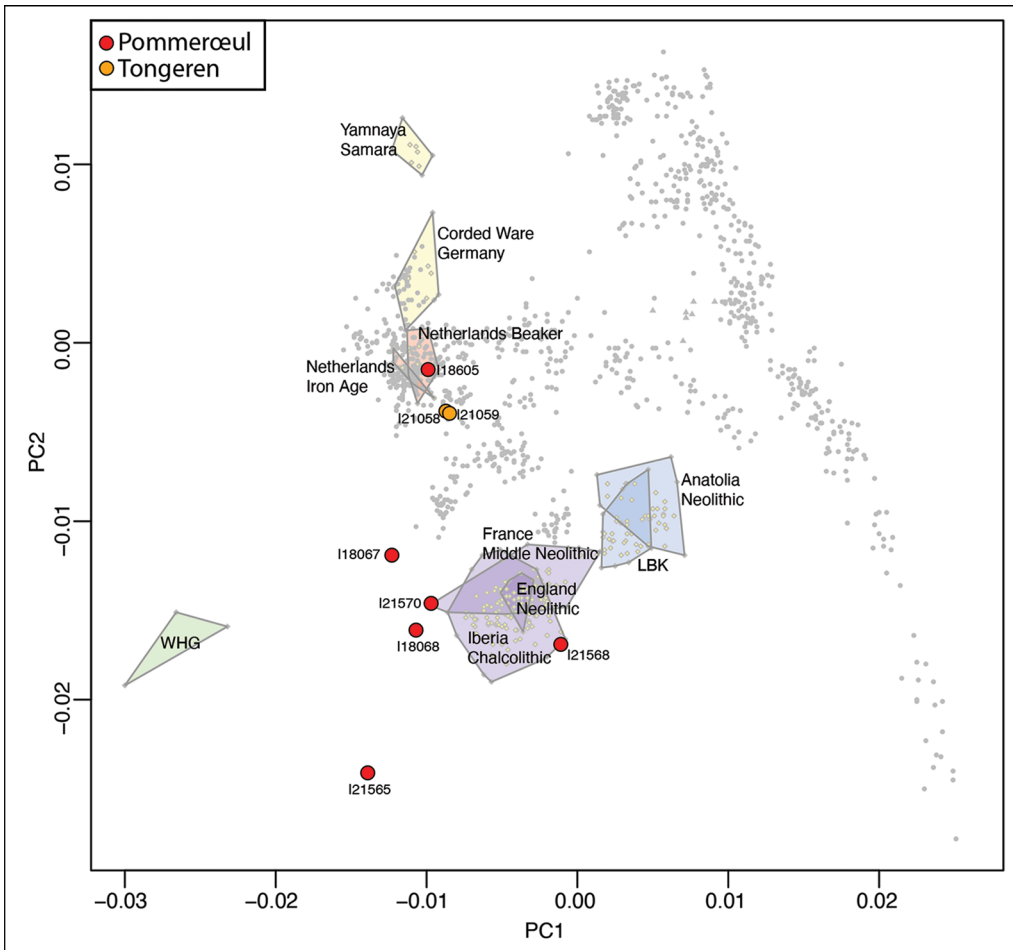 Pommerœul
Tongeren
Yamnaya
Samara
Corded Ware
Germany
Netherlands Beaker
Netherlands
Iron Age
I18605
I21058
I21059
Anatolia
Neolithic
LBK
France
Middle Neolithic
England
Neolithic
Iberia
Chalcolithic
I18067
I21570
I18068
I21568
WHG
I21565
0.01
0.00
−0.01
−0.02
PC2
−0.03
−0.02
−0.01
0.00
0.01
0.02
PC1